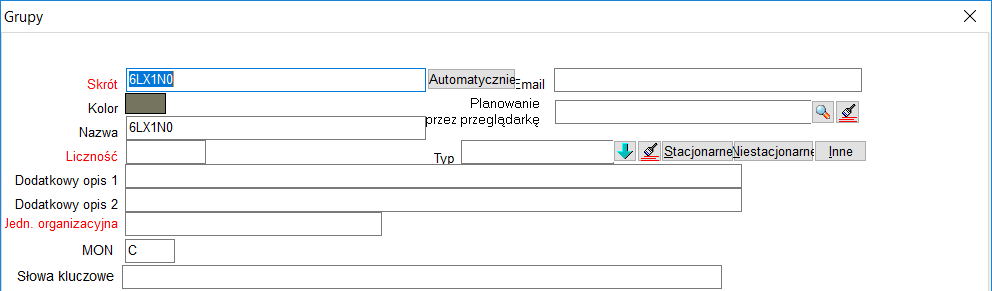 Grupy
Skrót 6LX1N0 Automatycznie Email
Kolor
Planowanie
przez przeglądarkę
Nazwa 6LX1N0
Liczność Typ Stacjonarne Niestacjonarne Inne
Dodatkowy opis 1
Dodatkowy opis 2
Jedn. organizacyjna
MON C
Słowa kluczowe